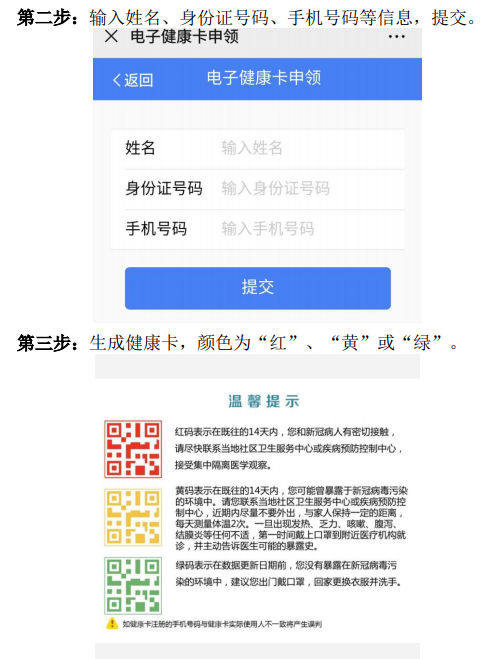 第二步：输入姓名、身份证号码、手机号码等信息，提交。
× 电子健康卡申领 ···
返回 电子健康卡申领
姓名 输入姓名
身份证号码 输入身份证号码
手机号码 输入手机号码
提交
第三步：生成健康卡，颜色为“红”、“黄”或“绿”。
温馨提示
红码表示在既往的14天内，您和新冠病人有密切接触，
请尽快联系当地社区卫生服务中心或疾病预防控制中心，
接受集中隔离医学观察。
黄码表示在既往的14天内，您可能曾暴露于新冠病毒污染
的环境中。请您联系当地社区卫生服务中心或疾病预防控
制中心，近期内尽量不要外出，与家人保持一定的距离，
每天测量体温2次。一旦出现发热、乏力、咳嗽、腹泻、
结膜炎等任何不适，第一时间戴上口罩到附近医疗机构就
诊，并主动告诉医生可能的暴露史。
绿码表示在数据更新日期前，您没有暴露在新冠病毒污
染的环境中，建议您出门戴口罩，回家更换衣服并洗手。
如健康卡注册的手机号码与健康卡实际使用人不一致将产生误判